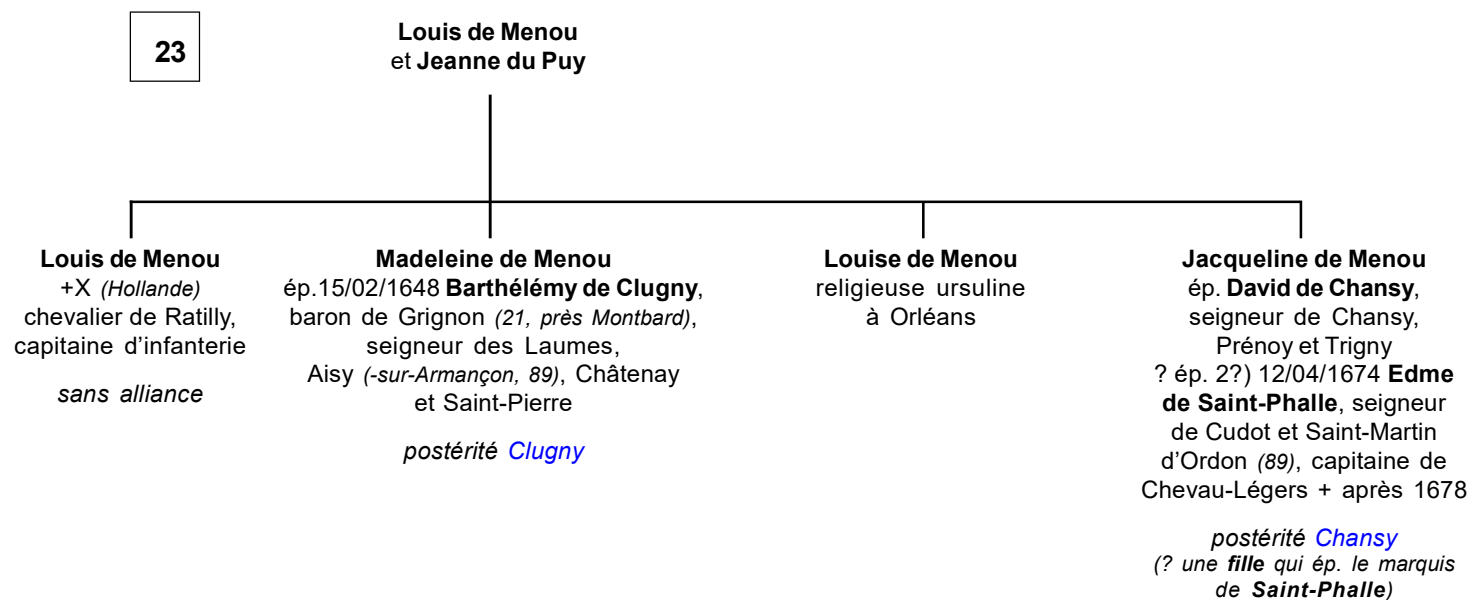 23
Louis de Menou
et Jeanne du Puy
Louis de Menou
+X (Hollande)
chevalier de Ratilly,
capitaine d'infanterie
sans alliance
Madeleine de Menou
ép.15/02/1648 Barthélémy de Clugny,
baron de Grignon (21, près Montbard),
seigneur des Laumes,
Aisy (-sur-Armançon, 89), Châtenay
et Saint-Pierre
postérité Clugny
Louise de Menou
religieuse ursuline
à Orléans
Jacqueline de Menou
ép. David de Chansy,
seigneur de Chansy,
Prénoy et Trigny
? ép. 2?) 12/04/1674 Edme
de Saint-Phalle, seigneur
de Cudot et Saint-Martin
d'Ordon (89), capitaine de
Chevau-Légers + après 1678
postérité Chansy
(? une fille qui ép. le marquis
de Saint-Phalle)